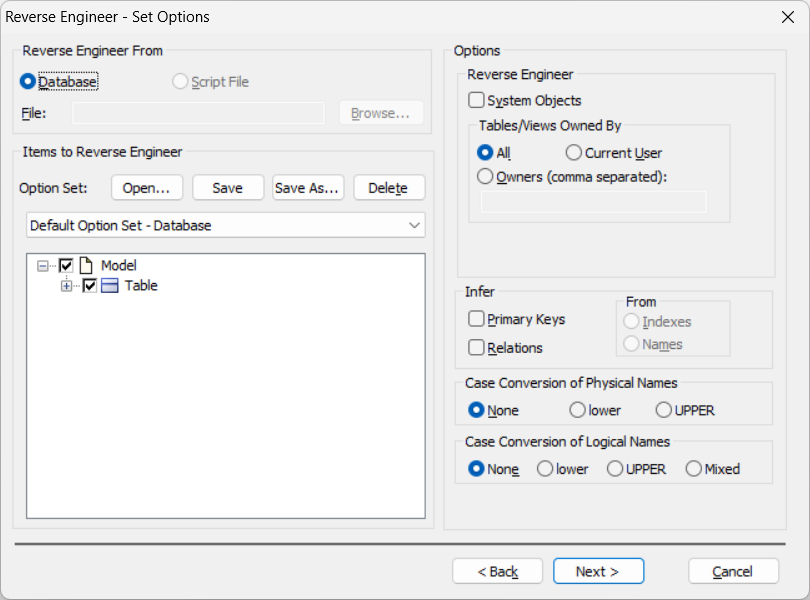 Reverse Engineer - Set Options
Reverse Engineer From
Database
Script File
File:
Browse...
Items to Reverse Engineer
Option Set:
Open...
Save
Save As...
Delete
Default Option Set - Database
Model
Table
Options
Reverse Engineer
System Objects
Tables/Views Owned By
All
Current User
Owners (comma separated):
Infer
Primary Keys
Relations
From
Indexes
Names
Case Conversion of Physical Names
None
lower
UPPER
Case Conversion of Logical Names
None
lower
UPPER
Mixed
< Back
Next >
Cancel